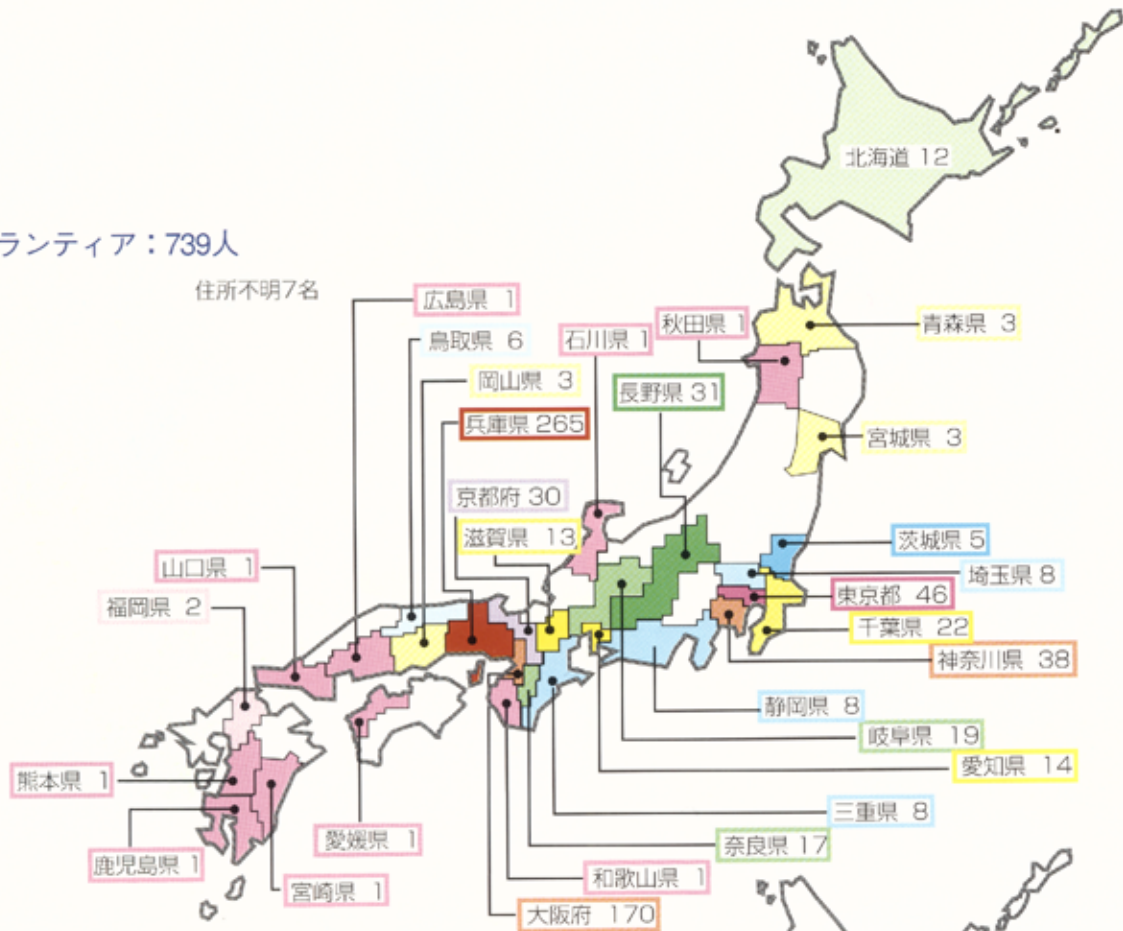 北海道 12
ランティア：739人
住所不明7名
広島県 1
鳥取県 6
岡山県 3
兵庫県 265
京都府 30
滋賀県 13
石川県 1
秋田県 1
長野県 31
青森県 3
宮城県 3
茨城県 5
埼玉県 8
東京都 46
千葉県 22
神奈川県 38
静岡県 8
岐阜県 19
愛知県 14
三重県 8
奈良県 17
和歌山県 1
大阪府 170
山口県 1
福岡県 2
熊本県 1
鹿児島県 1
宮崎県 1
愛媛県 1